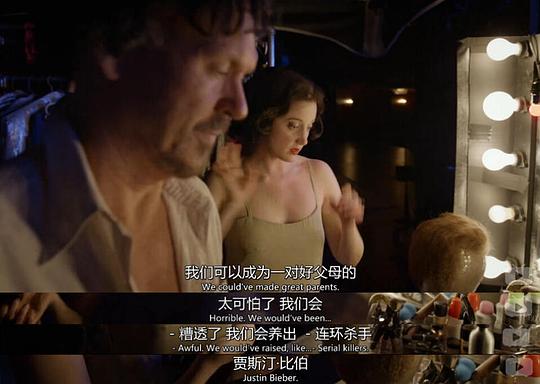 我们可以成为一对好父母的
We could've made great parents.
太可怕了 我们会
Horrible. We would've been...
- 糟透了 我们会养出 - 连环杀手
- Awful. We would've raised, like...- Serial killers.
贾斯汀·比伯
Justin Bieber.